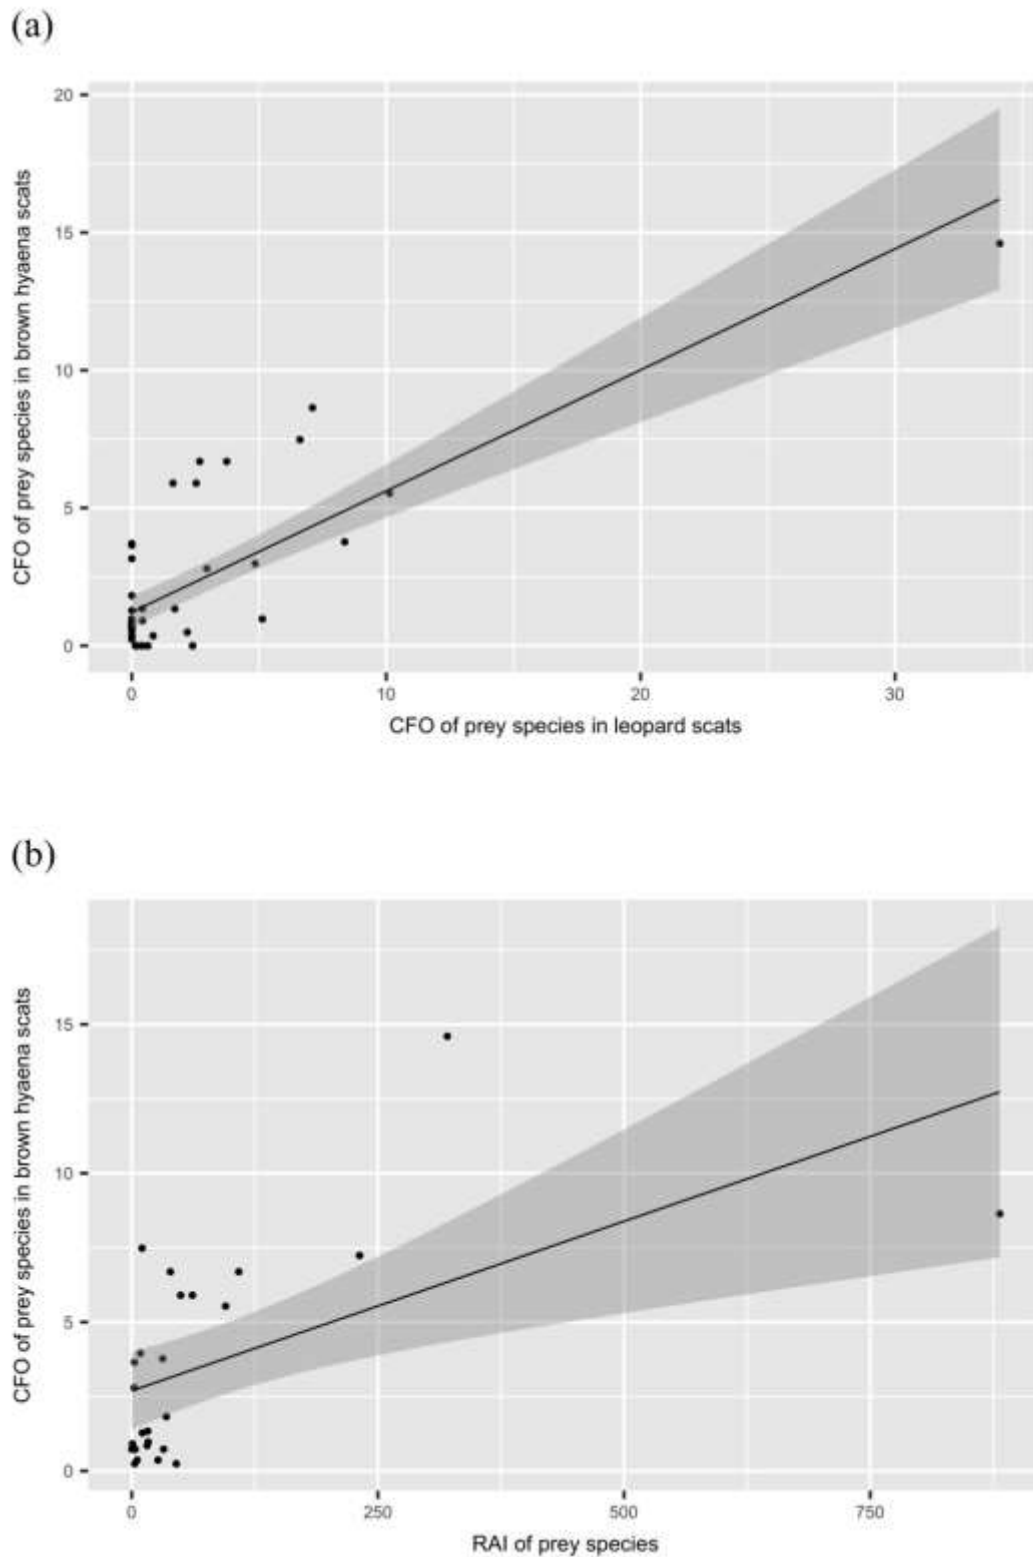 (a)
CFO of prey species in brown hyaena scats
20
15
10
5
0
0 10 20 30
CFO of prey species in leopard scats
(b)
CFO of prey species in brown hyaena scats
15
10
5
0
0 250 500 750
RAI of prey species